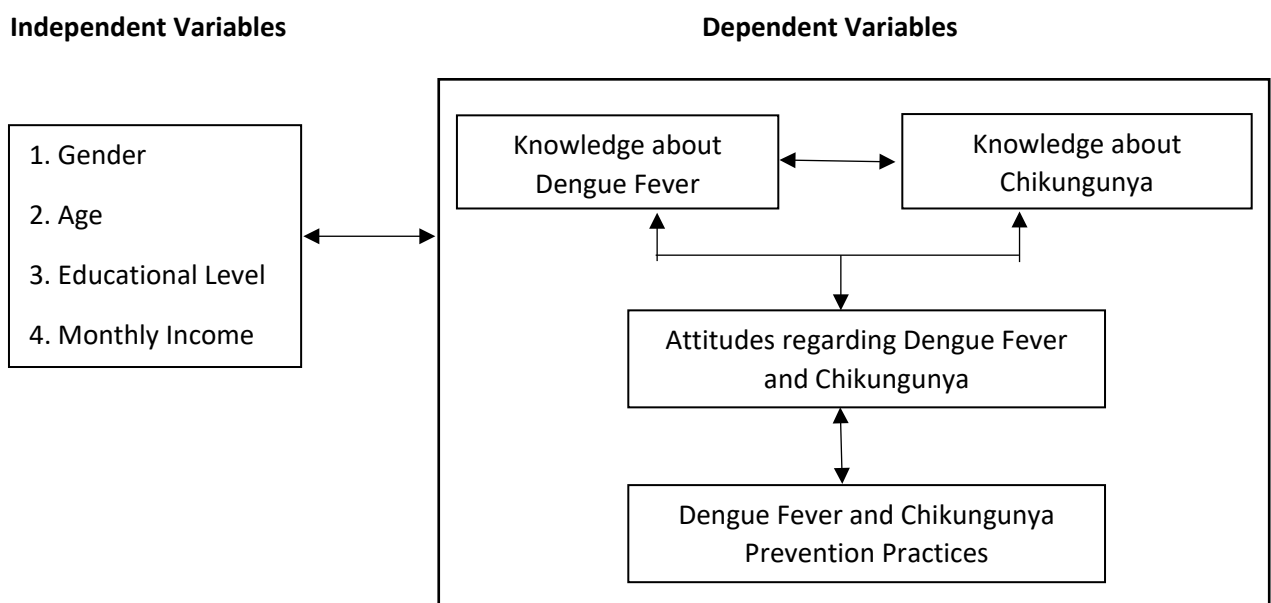 Independent Variables
Dependent Variables
1. Gender
2. Age
3. Educational Level
4. Monthly Income
Knowledge about
Dengue Fever
Knowledge about
Chikungunya
Attitudes regarding Dengue Fever
and Chikungunya
Dengue Fever and Chikungunya
Prevention Practices